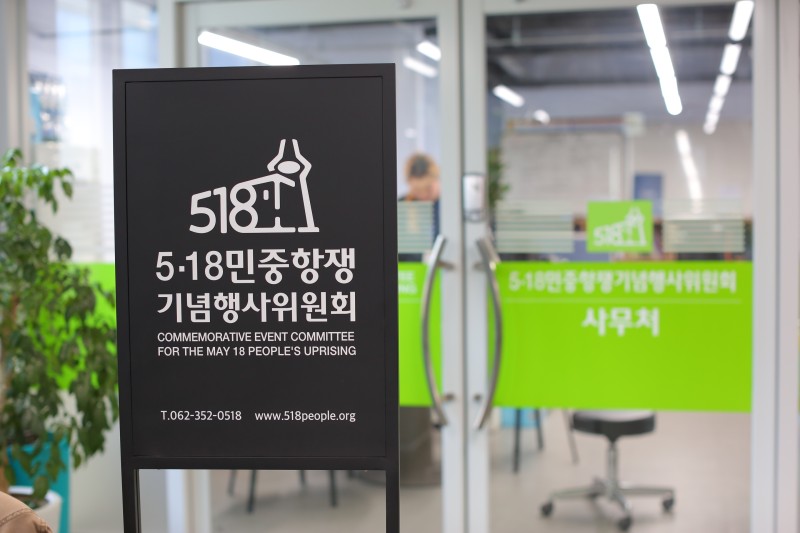 518
5·18민중항쟁
기념행사위원회
COMMEMORATIVE EVENT COMMITTEE
FOR THE MAY 18 PEOPLE'S UPRISING
T.062-352-0518 www.518people.org
518
5·18민중항쟁기념행사위원회
사무처